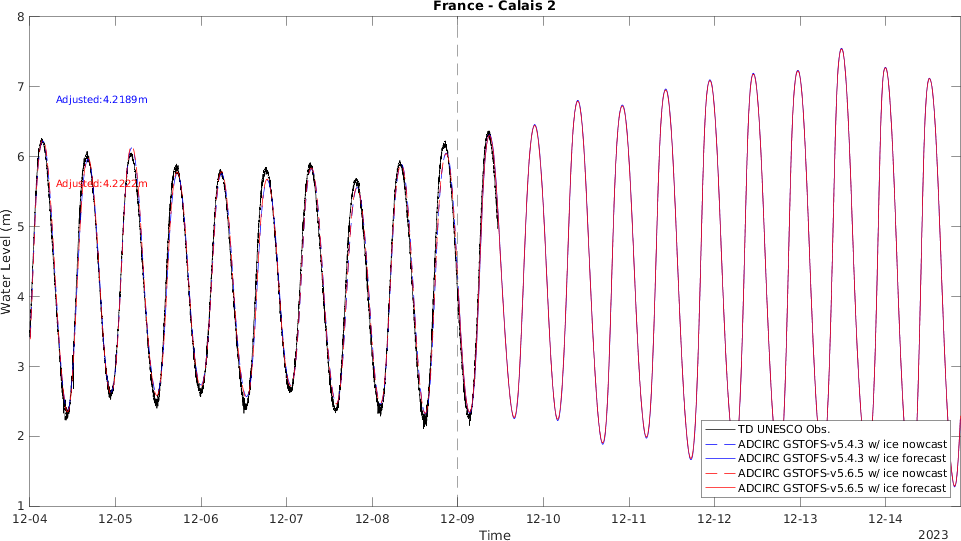 France - Calais 2
8
7
6
5
4
3
2
1
Water Level (m)
Adjusted:4.2189m
Adjusted:4.2222m
TD UNESCO Obs.
ADCIRC GSTOFS-v5.4.3 w/ ice nowcast
ADCIRC GSTOFS-v5.4.3 w/ ice forecast
ADCIRC GSTOFS-v5.6.5 w/ ice nowcast
ADCIRC GSTOFS-v5.6.5 w/ ice forecast
12-04 12-05 12-06 12-07 12-08 12-09 12-10 12-11 12-12 12-13 12-14
Time
2023